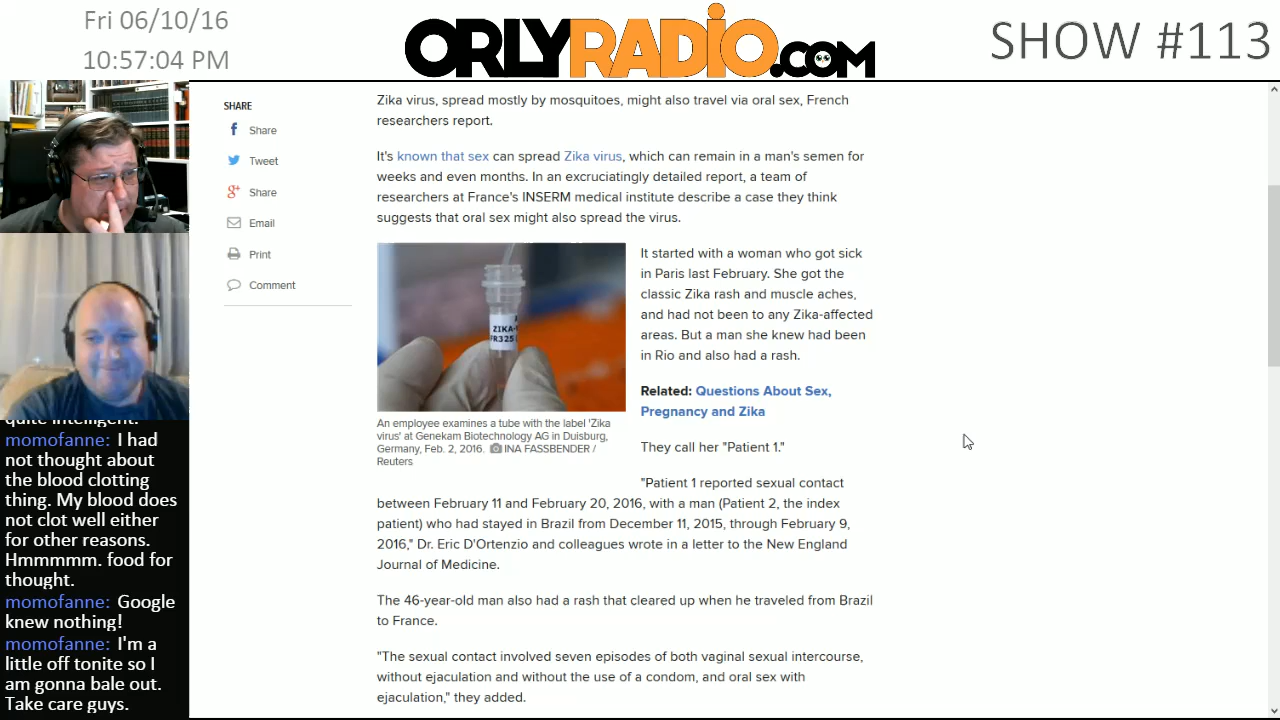 Fri 06/10/16
10:57:04 PM
ORLYRADIO.COM
SHOW #113
SHARE
Share
Tweet
Share
Email
Print
Comment
Zika virus, spread mostly by mosquitoes, might also travel via oral sex, French
researchers report.
It's known that sex can spread Zika virus, which can remain in a man's semen for
weeks and even months. In an excruciatingly detailed report, a team of
researchers at France's INSERM medical institute describe a case they think
suggests that oral sex might also spread the virus.
ZIKA-
FR325
An employee examines a tube with the label 'Zika
virus' at Genekam Biotechnology AG in Duisburg,
Germany, Feb. 2, 2016. INA FASSBENDER /
Reuters
It started with a woman who got sick
in Paris last February. She got the
classic Zika rash and muscle aches,
and had not been to any Zika-affected
areas. But a man she knew had been
in Rio and also had a rash.
Related: Questions About Sex,
Pregnancy and Zika
They call her "Patient 1."
"Patient 1 reported sexual contact
between February 11 and February 20, 2016, with a man (Patient 2, the index
patient) who had stayed in Brazil from December 11, 2015, through February 9,
2016," Dr. Eric D'Ortenzio and colleagues wrote in a letter to the New England
Journal of Medicine.
The 46-year-old man also had a rash that cleared up when he traveled from Brazil
to France.
"The sexual contact involved seven episodes of both vaginal sexual intercourse,
without ejaculation and without the use of a condom, and oral sex with
ejaculation," they added.
quite intelligent.
momofanne: I had
not thought about
the blood clotting
thing. My blood does
not clot well either
for other reasons.
Hmmmmm. food for
thought.
momofanne: Google
knew nothing!
momofanne: I'm a
little off tonite so I
am gonna bale out.
Take care guys.